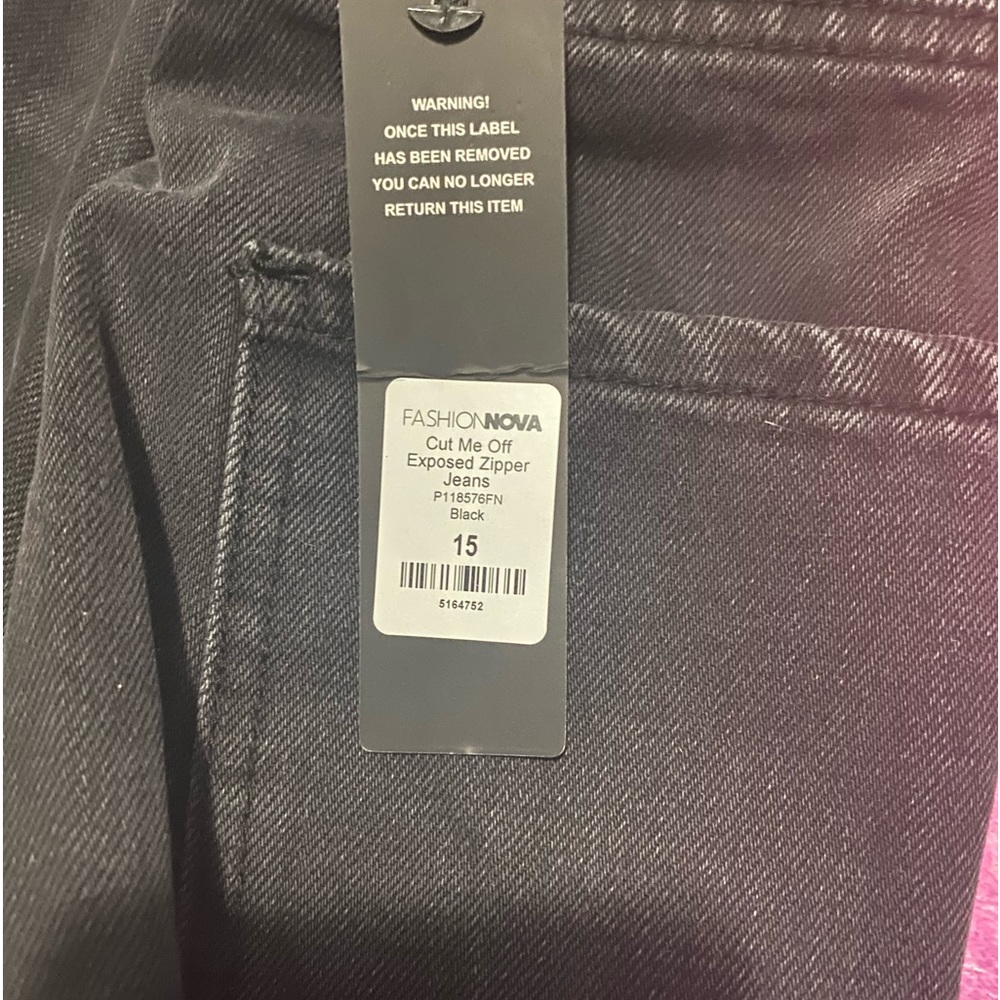 WARNING!
ONCE THIS LABEL
HAS BEEN REMOVED
YOU CAN NO LONGER
RETURN THIS ITEM
FASHIONNOVA
Cut Me Off
Exposed Zipper
Jeans
P118576FN
Black
15
5164752